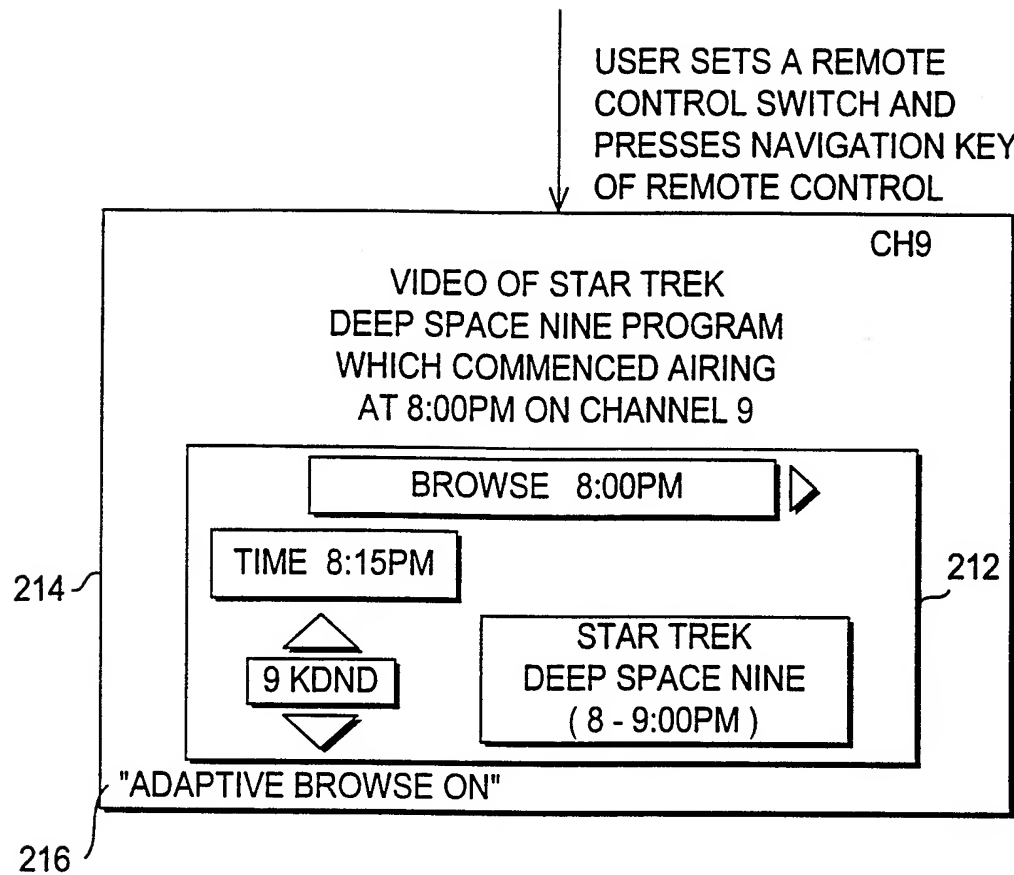 USER SETS A REMOTE
CONTROL SWITCH AND
PRESSES NAVIGATION KEY
OF REMOTE CONTROL
CH9
VIDEO OF STAR TREK
DEEP SPACE NINE PROGRAM
WHICH COMMENCED AIRING
AT 8:00PM ON CHANNEL 9
BROWSE 8:00PM
TIME 8:15PM
214
212
9 KDND
STAR TREK
DEEP SPACE NINE
( 8 - 9:00PM )
"ADAPTIVE BROWSE ON"
216